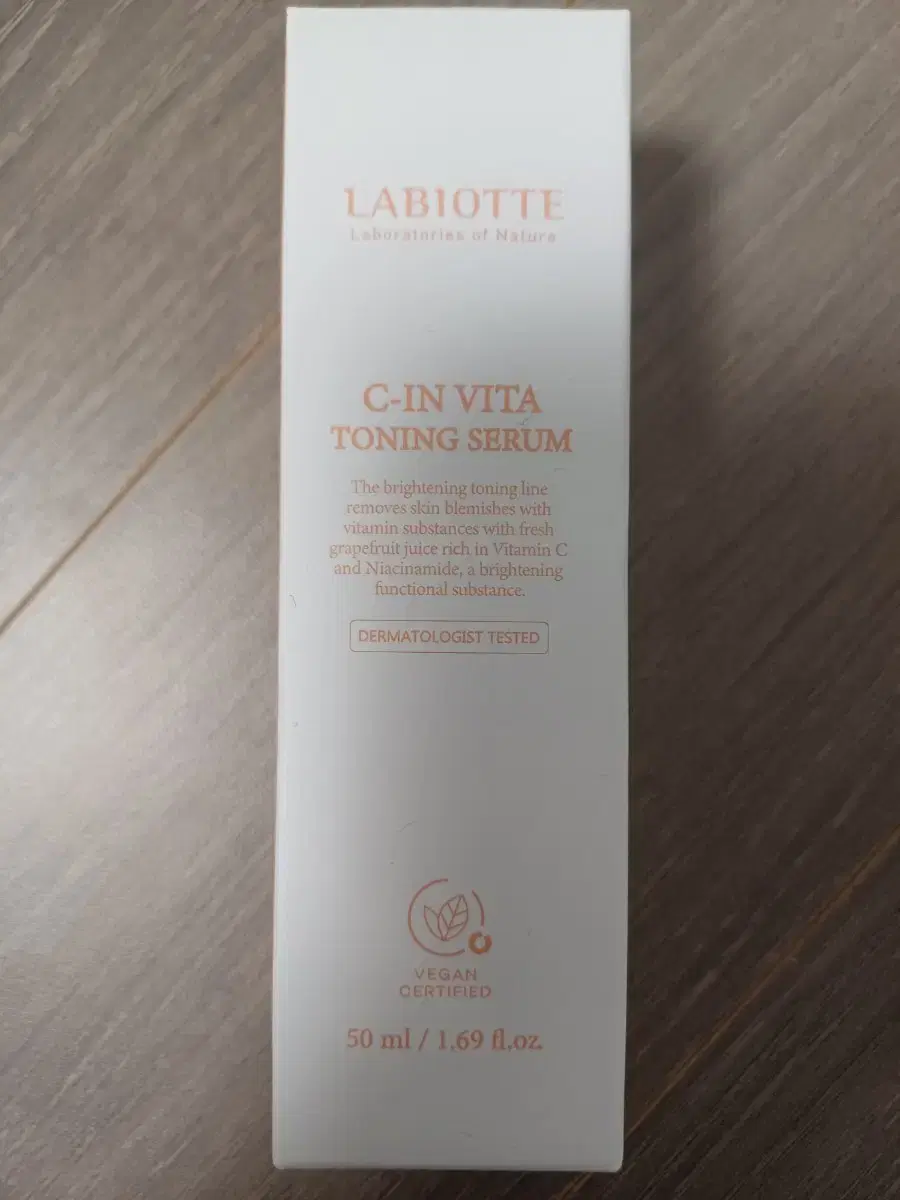 LABIOTTE
Laboratories of Nature
C-IN VITA
TONING SERUM
The brightening toning line
removes skin blemishes with
vitamin substances with fresh
grapefruit juice rich in Vitamin C
and Niacinamide, a brightening
functional substance.
DERMATOLOGIST TESTED
VEGAN
CERTIFIED
50 ml / 1.69 fl.oz.